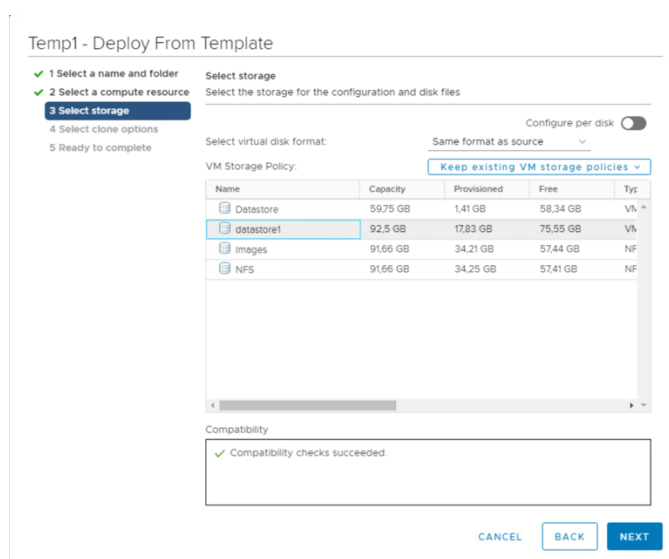 Temp1 - Deploy From Template
1 Select a name and folder
2 Select a compute resource
3 Select storage
4 Select clone options
5 Ready to complete
Select storage
Select the storage for the configuration and disk files
Configure per disk
Select virtual disk format: Same format as source
VM Storage Policy: Keep existing VM storage policies
Name Capacity Provisioned Free Typ
Datastore 59,75 GB 1,41 GB 58,34 GB VM
datastore1 92,5 GB 17,83 GB 75,55 GB VM
Images 91,66 GB 34,21 GB 57,44 GB NF
NFS 91,66 GB 34,25 GB 57,41 GB NF
Compatibility
Compatibility checks succeeded.
CANCEL BACK NEXT